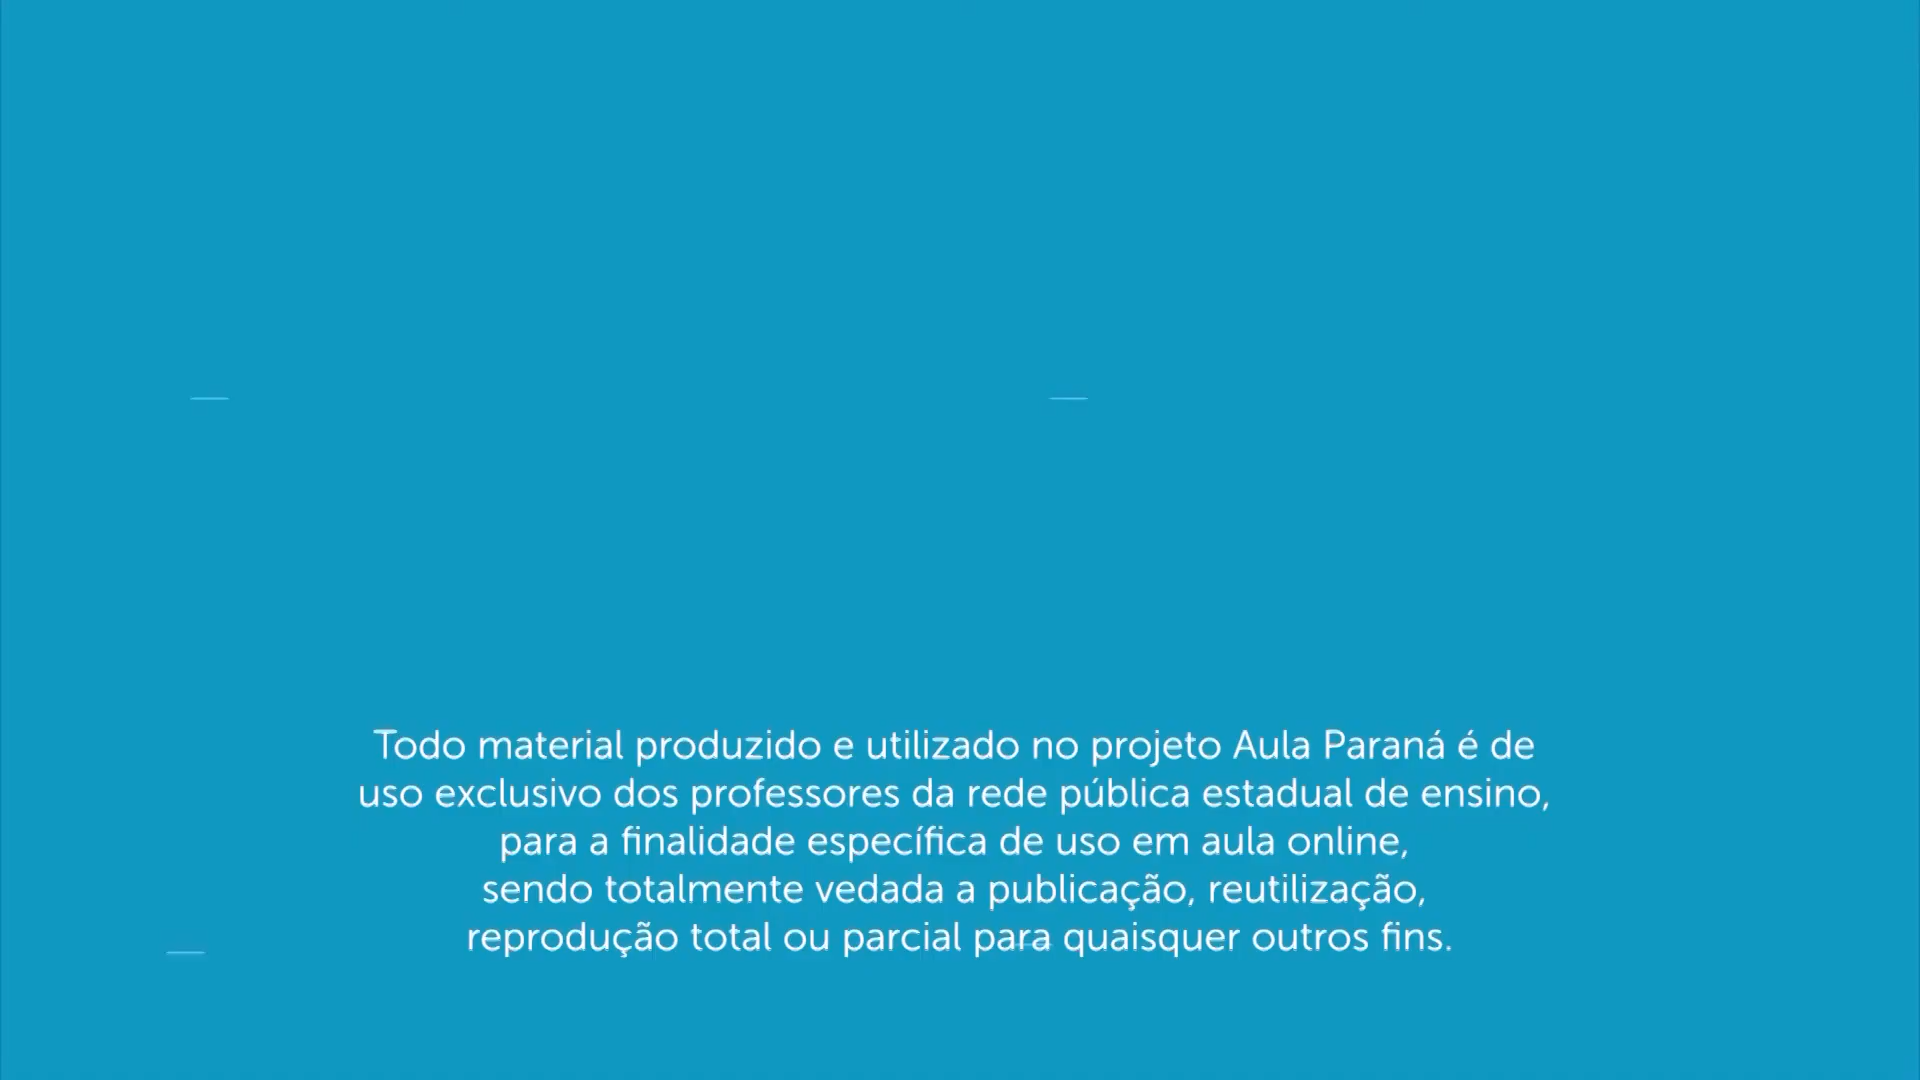 Todo material produzido e utilizado no projeto Aula Paraná é de
uso exclusivo dos professores da rede pública estadual de ensino,
para a finalidade específica de uso em aula online,
sendo totalmente vedada a publicação, reutilização,
reprodução total ou parcial para quaisquer outros fins.